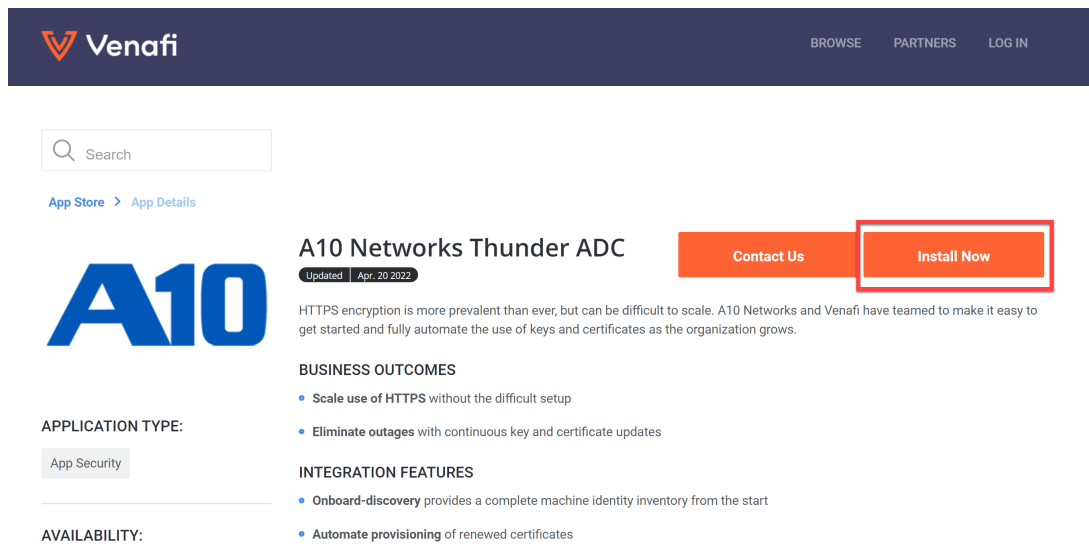 Venafi
BROWSE PARTNERS LOG IN
Search
App Store > App Details
A10
APPLICATION TYPE:
App Security
AVAILABILITY:
A10 Networks Thunder ADC
Contact Us
Install Now
Updated Apr. 20 2022
HTTPS encryption is more prevalent than ever, but can be difficult to scale. A10 Networks and Venafi have teamed to make it easy to
get started and fully automate the use of keys and certificates as the organization grows.
BUSINESS OUTCOMES
Scale use of HTTPS without the difficult setup
Eliminate outages with continuous key and certificate updates
INTEGRATION FEATURES
Onboard-discovery provides a complete machine identity inventory from the start
Automate provisioning of renewed certificates